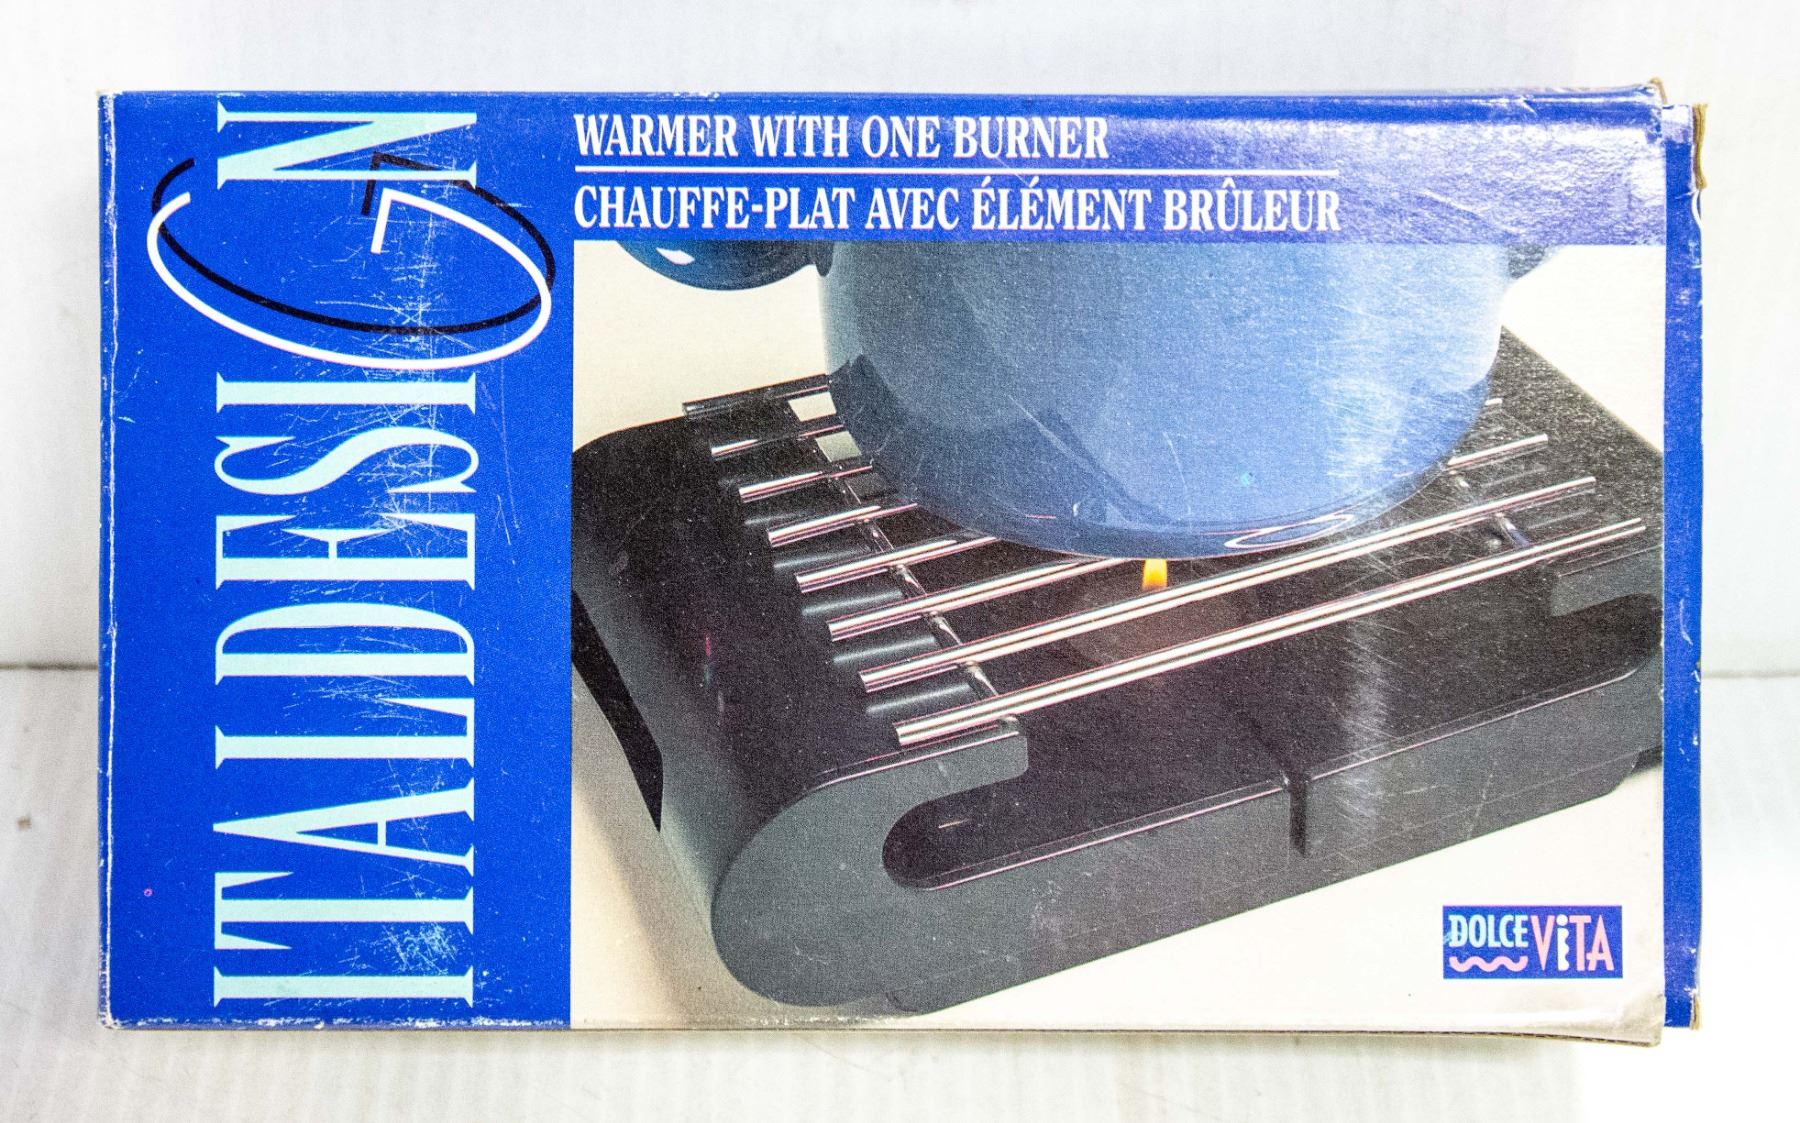 ITALDESIGN
WARMER WITH ONE BURNER
CHAUFFE-PLAT AVEC ÉLÉMENT BRÛLEUR
DOLCE VITA